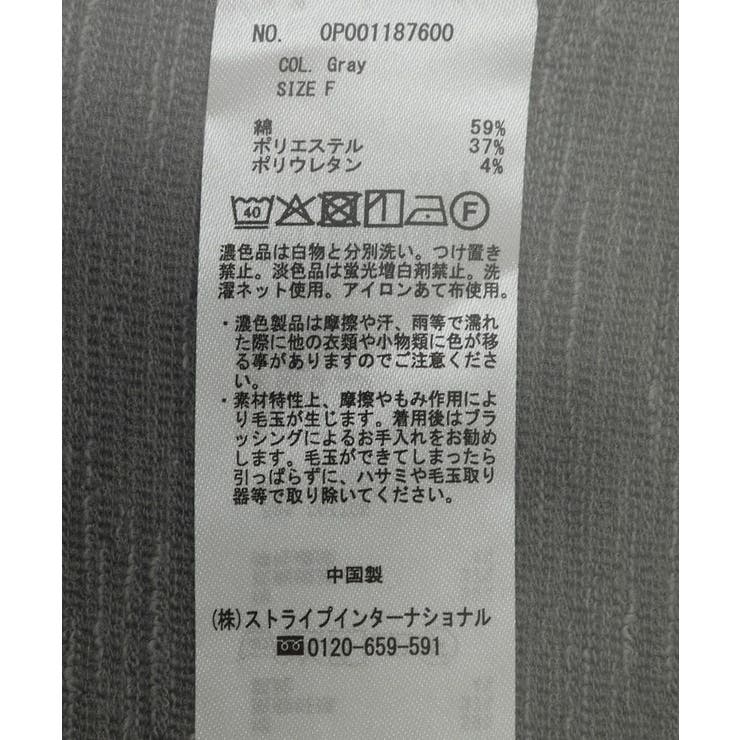 NO. OP001187600
COL. Gray
SIZE F
綿 59%
ポリエステル 37%
ポリウレタン 4%
40 F
濃色品は白物と分別洗い。つけ置き
禁止。淡色品は蛍光増白剤禁止。洗
濯ネット使用。アイロンあて布使用。
・濃色製品は摩擦や汗、雨等で濡れ
た際に他の衣類や小物類に色が移
る事がありますのでご注意くださ
い。
・素材特性上、摩擦やもみ作用によ
り毛玉が生じます。着用後はブラ
ッシングによるお手入れをお勧め
します。毛玉ができてしまったら
引っぱらずに、ハサミや毛玉取り
器等で取り除いてください。
中国製
(株)ストライプインターナショナル
0120-659-591